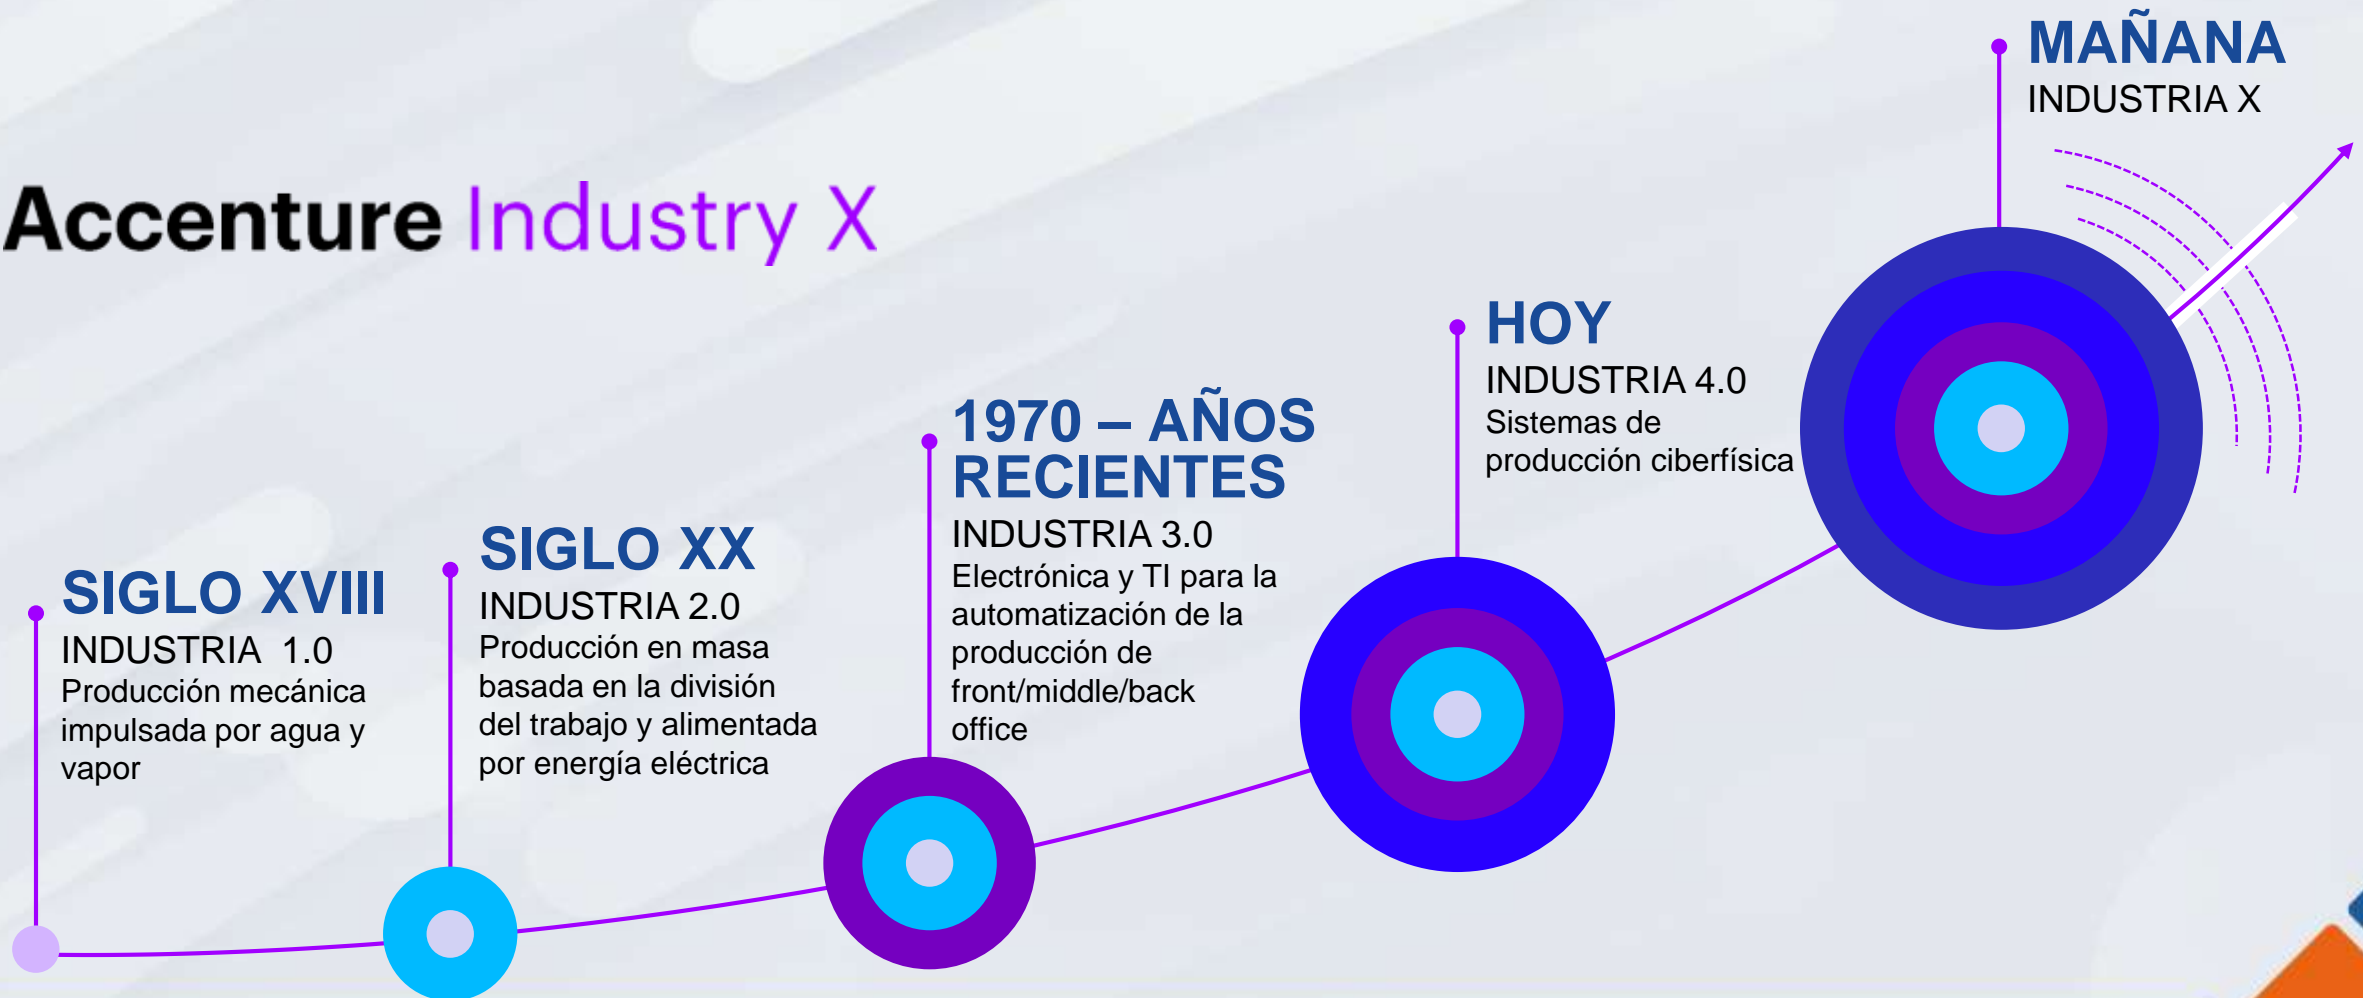 Accenture Industry X
SIGLO XVIII
INDUSTRIA  1.0
Producción mecánica
impulsada por agua y
vapor
SIGLO XX
INDUSTRIA 2.0
Producción en masa
basada en la división
del trabajo y alimentada
por energía eléctrica
1970 – AÑOS
RECIENTES
INDUSTRIA 3.0
Electrónica y TI para la
automatización de la
producción de
front/middle/back
office
HOY
INDUSTRIA 4.0
Sistemas de
producción ciberfísica
MAÑANA
INDUSTRIA X